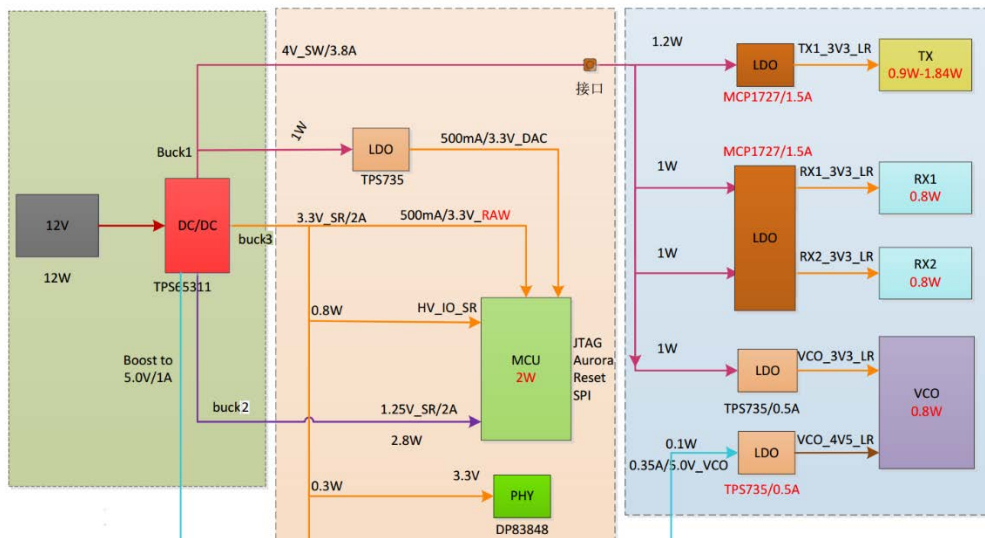 4V_SW/3.8A
接口
1W
Buck1
LDO
TPS735
500mA/3.3V_DAC
12V
12W
DC/DC
TPS65311
buck3
3.3V_SR/2A
500mA/3.3V_RAW
0.8W
HV_IO_SR
MCU
2W
JTAG
Aurora
Reset
SPI
Boost to
5.0V/1A
buck2
1.25V_SR/2A
2.8W
0.3W
3.3V
PHY
DP83848
1.2W
LDO
MCP1727/1.5A
TX1_3V3_LR
TX
0.9W-1.84W
MCP1727/1.5A
1W
RX1_3V3_LR
RX1
0.8W
LDO
1W
RX2_3V3_LR
RX2
0.8W
1W
LDO
TPS735/0.5A
VCO_3V3_LR
VCO
0.8W
0.1W
0.35A/5.0V_VCO
LDO
TPS735/0.5A
VCO_4V5_LR